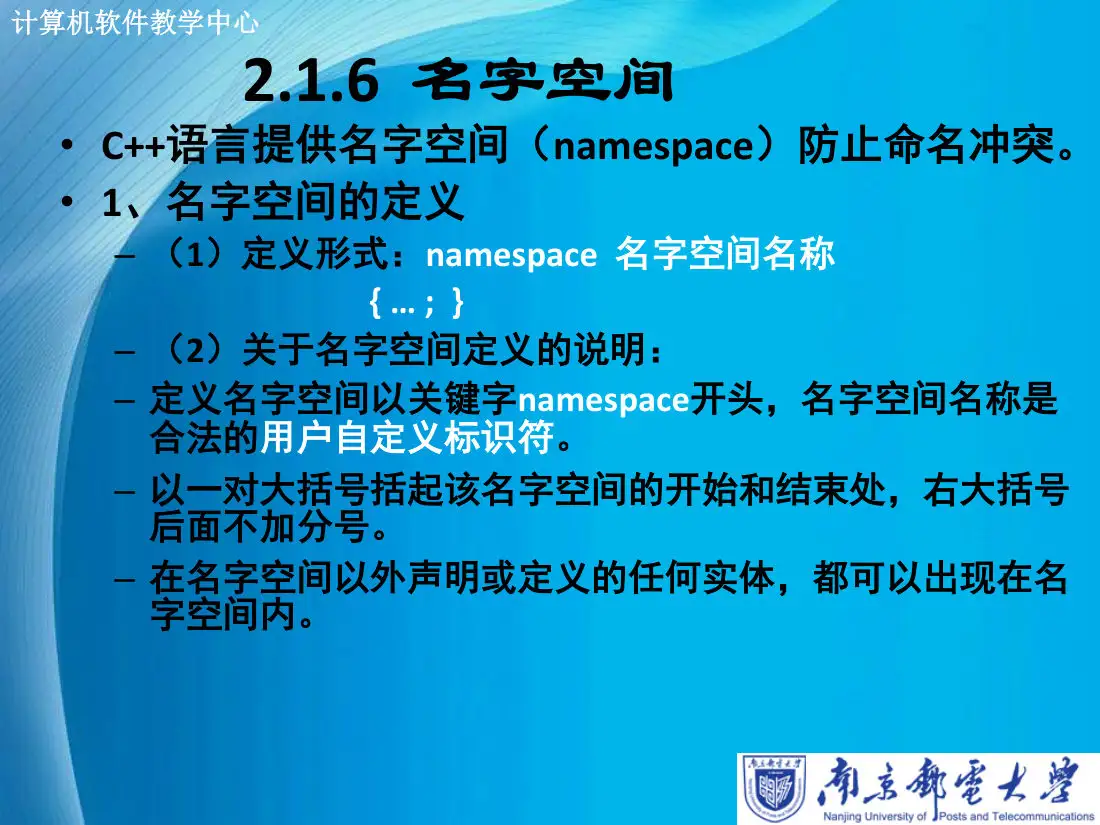 计算机软件教学中心
2.1.6 名字空间
• C++语言提供名字空间（namespace）防止命名冲突。
• 1、名字空间的定义
– （1）定义形式：namespace 名字空间名称
{ … ; }
– （2）关于名字空间定义的说明：
– 定义名字空间以关键字namespace开头，名字空间名称是
合法的用户自定义标识符。
– 以一对大括号括起该名字空间的开始和结束处，右大括号
后面不加分号。
– 在名字空间以外声明或定义的任何实体，都可以出现在名
字空间内。
南京邮电大学
南京郵電大學
Nanjing University of Posts and Telecommunications